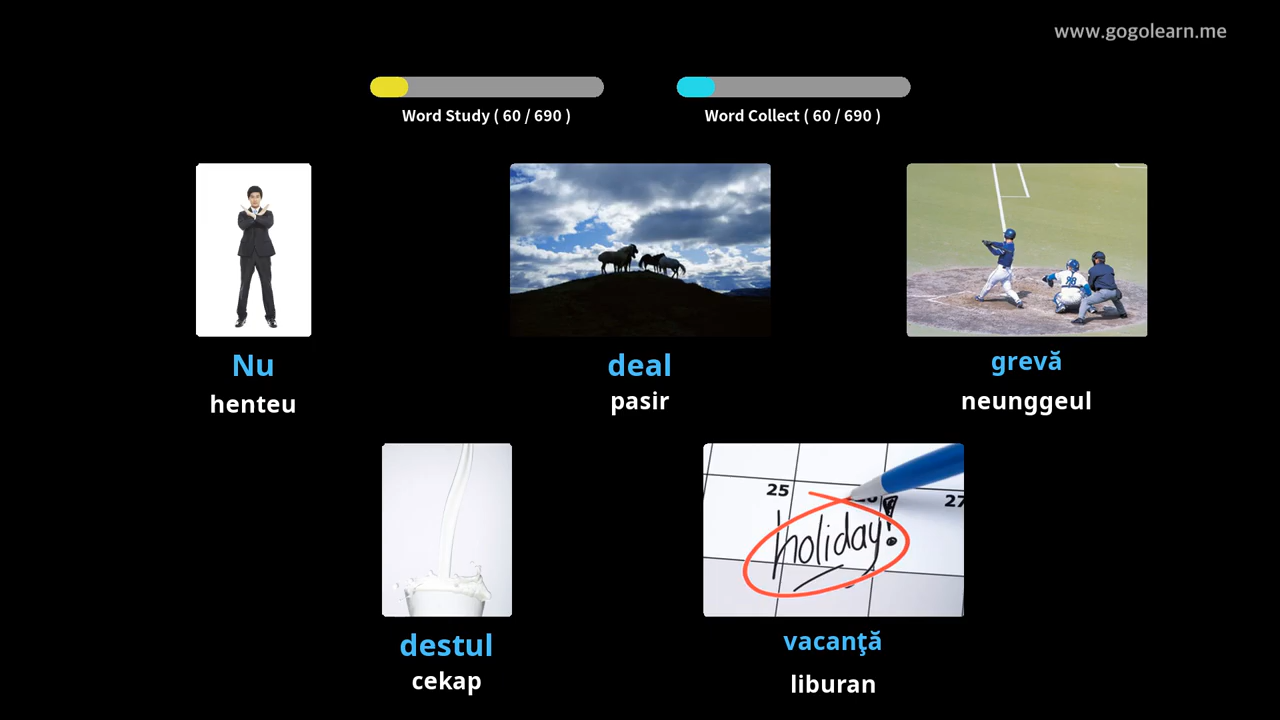 www.gogolearn.me
Word Study ( 60 / 690 )
Word Collect ( 60 / 690 )
Nu
henteu
deal
pasir
grevă
neunggeul
25
27
holiday!
destul
cekap
vacanţă
liburan